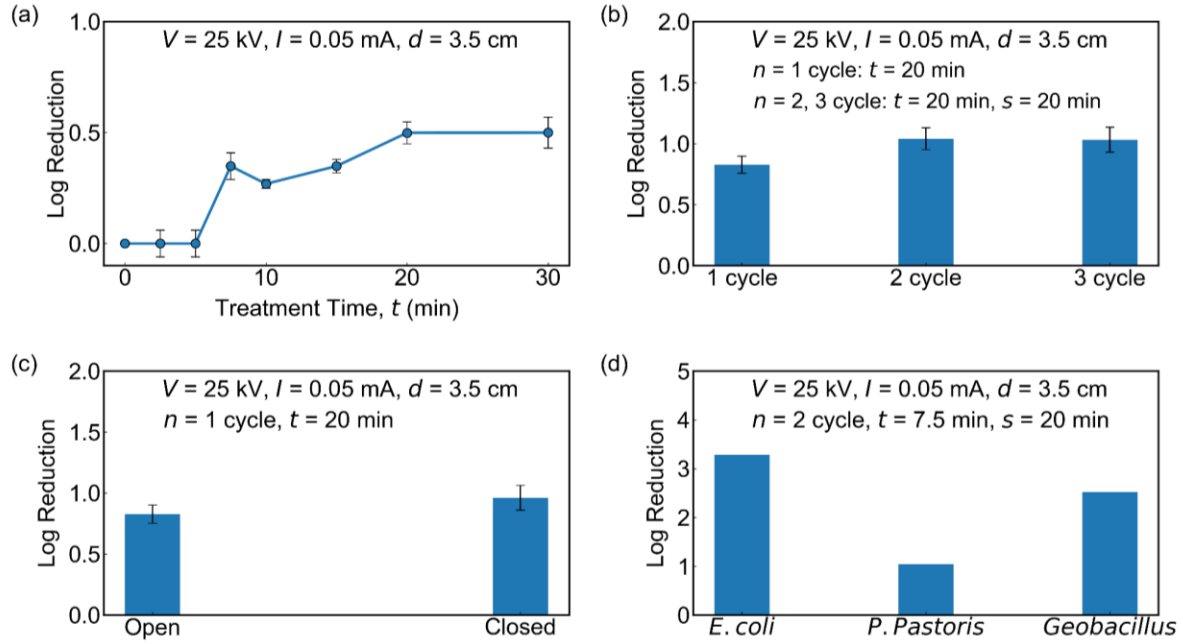 (a)
1.0
0.5
0.0
Log Reduction
V = 25 kV, I = 0.05 mA, d = 3.5 cm
0 10 20 30
Treatment Time, t (min)
(b)
2.0
1.5
1.0
0.5
0.0
Log Reduction
V = 25 kV, I = 0.05 mA, d = 3.5 cm
n = 1 cycle: t = 20 min
n = 2, 3 cycle: t = 20 min, s = 20 min
1 cycle 2 cycle 3 cycle
(c)
2.0
1.5
1.0
0.5
0.0
Log Reduction
V = 25 kV, I = 0.05 mA, d = 3.5 cm
n = 1 cycle, t = 20 min
Open Closed
(d)
5
4
3
2
1
0
Log Reduction
V = 25 kV, I = 0.05 mA, d = 3.5 cm
n = 2 cycle, t = 7.5 min, s = 20 min
E. coli P. Pastoris Geobacillus